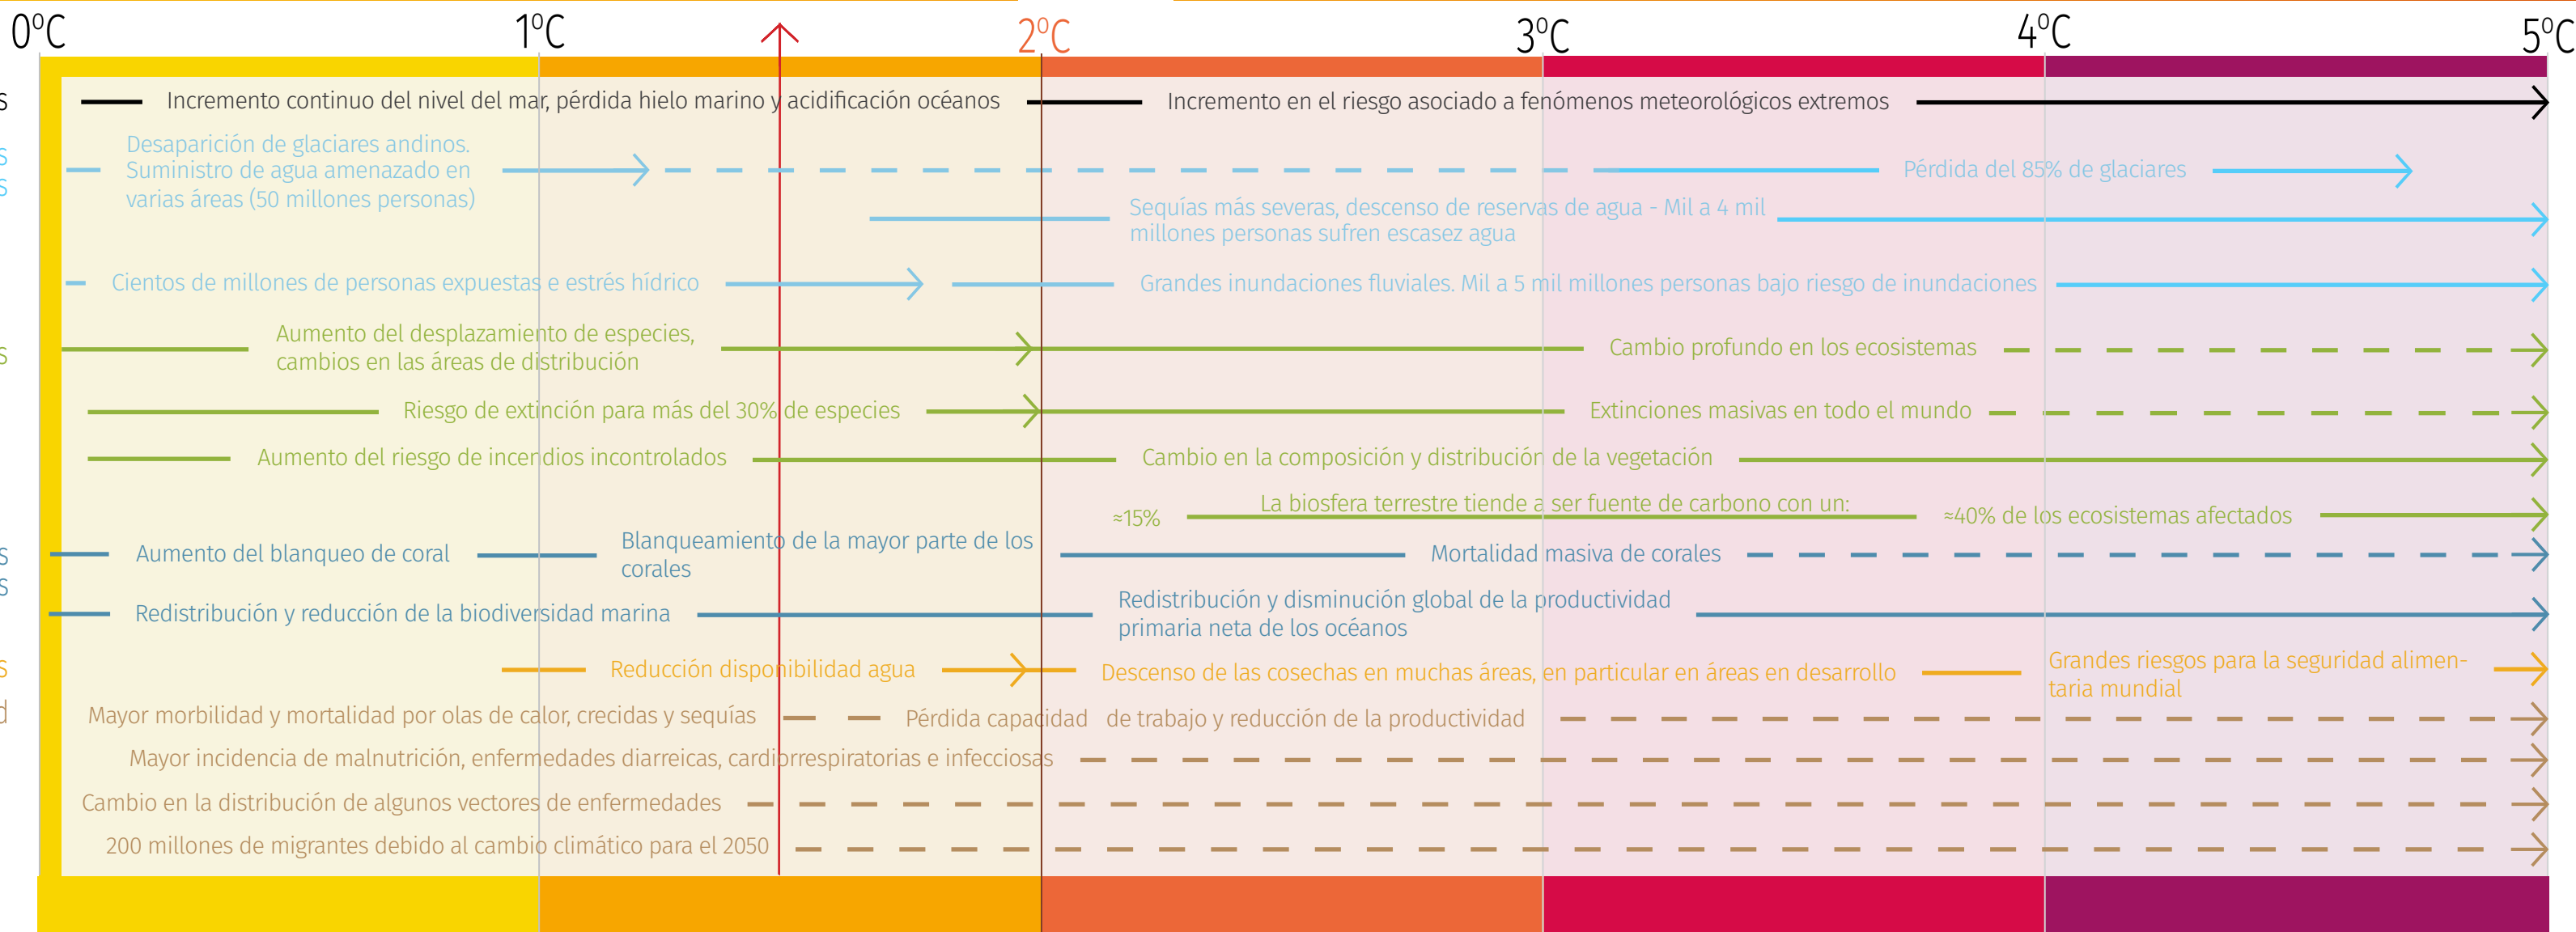 0ºC 1ºC 2ºC 3ºC 4ºC 5ºC
s
Incremento continuo del nivel del mar, pérdida hielo marino y acidificación océanos
Incremento en el riesgo asociado a fenómenos meteorológicos extremos
s
s
Desaparición de glaciares andinos.
Suministro de agua amenazado en
varias áreas (50 millones personas)
Pérdida del 85% de glaciares
Sequías más severas, descenso de reservas de agua - Mil a 4 mil
millones personas sufren escasez agua
Cientos de millones de personas expuestas e estrés hídrico
Grandes inundaciones fluviales. Mil a 5 mil millones personas bajo riesgo de inundaciones
s
Aumento del desplazamiento de especies,
cambios en las áreas de distribución
Cambio profundo en los ecosistemas
Riesgo de extinción para más del 30% de especies
Extinciones masivas en todo el mundo
Aumento del riesgo de incendios incontrolados
Cambio en la composición y distribución de la vegetación
La biosfera terrestre tiende a ser fuente de carbono con un:
≈15%
≈40% de los ecosistemas afectados
s
s
Aumento del blanqueo de coral
Blanqueamiento de la mayor parte de los
corales
Mortalidad masiva de corales
Redistribución y reducción de la biodiversidad marina
Redistribución y disminución global de la productividad
primaria neta de los océanos
s
Reducción disponibilidad agua
Descenso de las cosechas en muchas áreas, en particular en áreas en desarrollo
Grandes riesgos para la seguridad alimen-
taria mundial
d
Mayor morbilidad y mortalidad por olas de calor, crecidas y sequías
Pérdida capacidad de trabajo y reducción de la productividad
Mayor incidencia de malnutrición, enfermedades diarreicas, cardiorrespiratorias e infecciosas
Cambio en la distribución de algunos vectores de enfermedades
200 millones de migrantes debido al cambio climático para el 2050